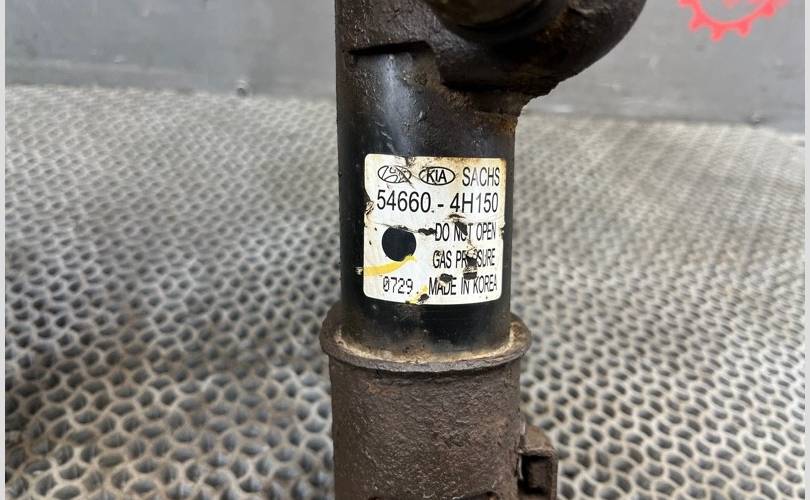 KIA SACHS
54660-4H150
DO NOT OPEN
GAS PRESSURE
0729 MADE IN KOREA